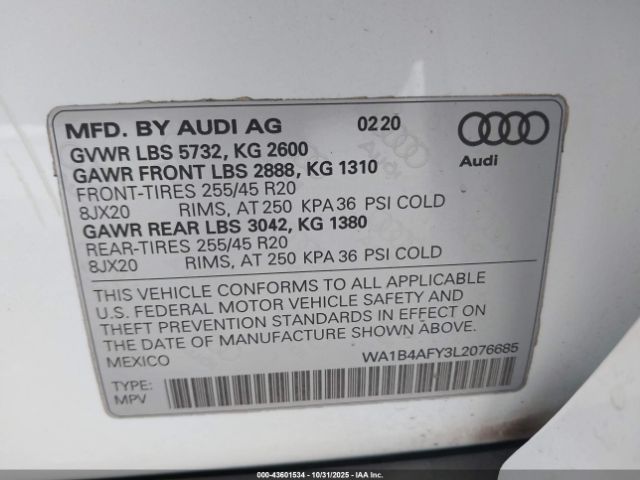 MFD. BY AUDI AG 0220
GVWR LBS 5732, KG 2600
GAWR FRONT LBS 2888, KG 1310
FRONT-TIRES 255/45 R20
8JX20 RIMS, AT 250 KPA 36 PSI COLD
GAWR REAR LBS 3042, KG 1380
REAR-TIRES 255/45 R20
8JX20 RIMS, AT 250 KPA 36 PSI COLD
Audi
THIS VEHICLE CONFORMS TO ALL APPLICABLE
U.S. FEDERAL MOTOR VEHICLE SAFETY AND
THEFT PREVENTION STANDARDS IN EFFECT ON
THE DATE OF MANUFACTURE SHOWN ABOVE.
MEXICO WA1B4AFY3L2076685
TYPE:
MPV
20-43601534 - 10/31/2025 - IAA Inc.